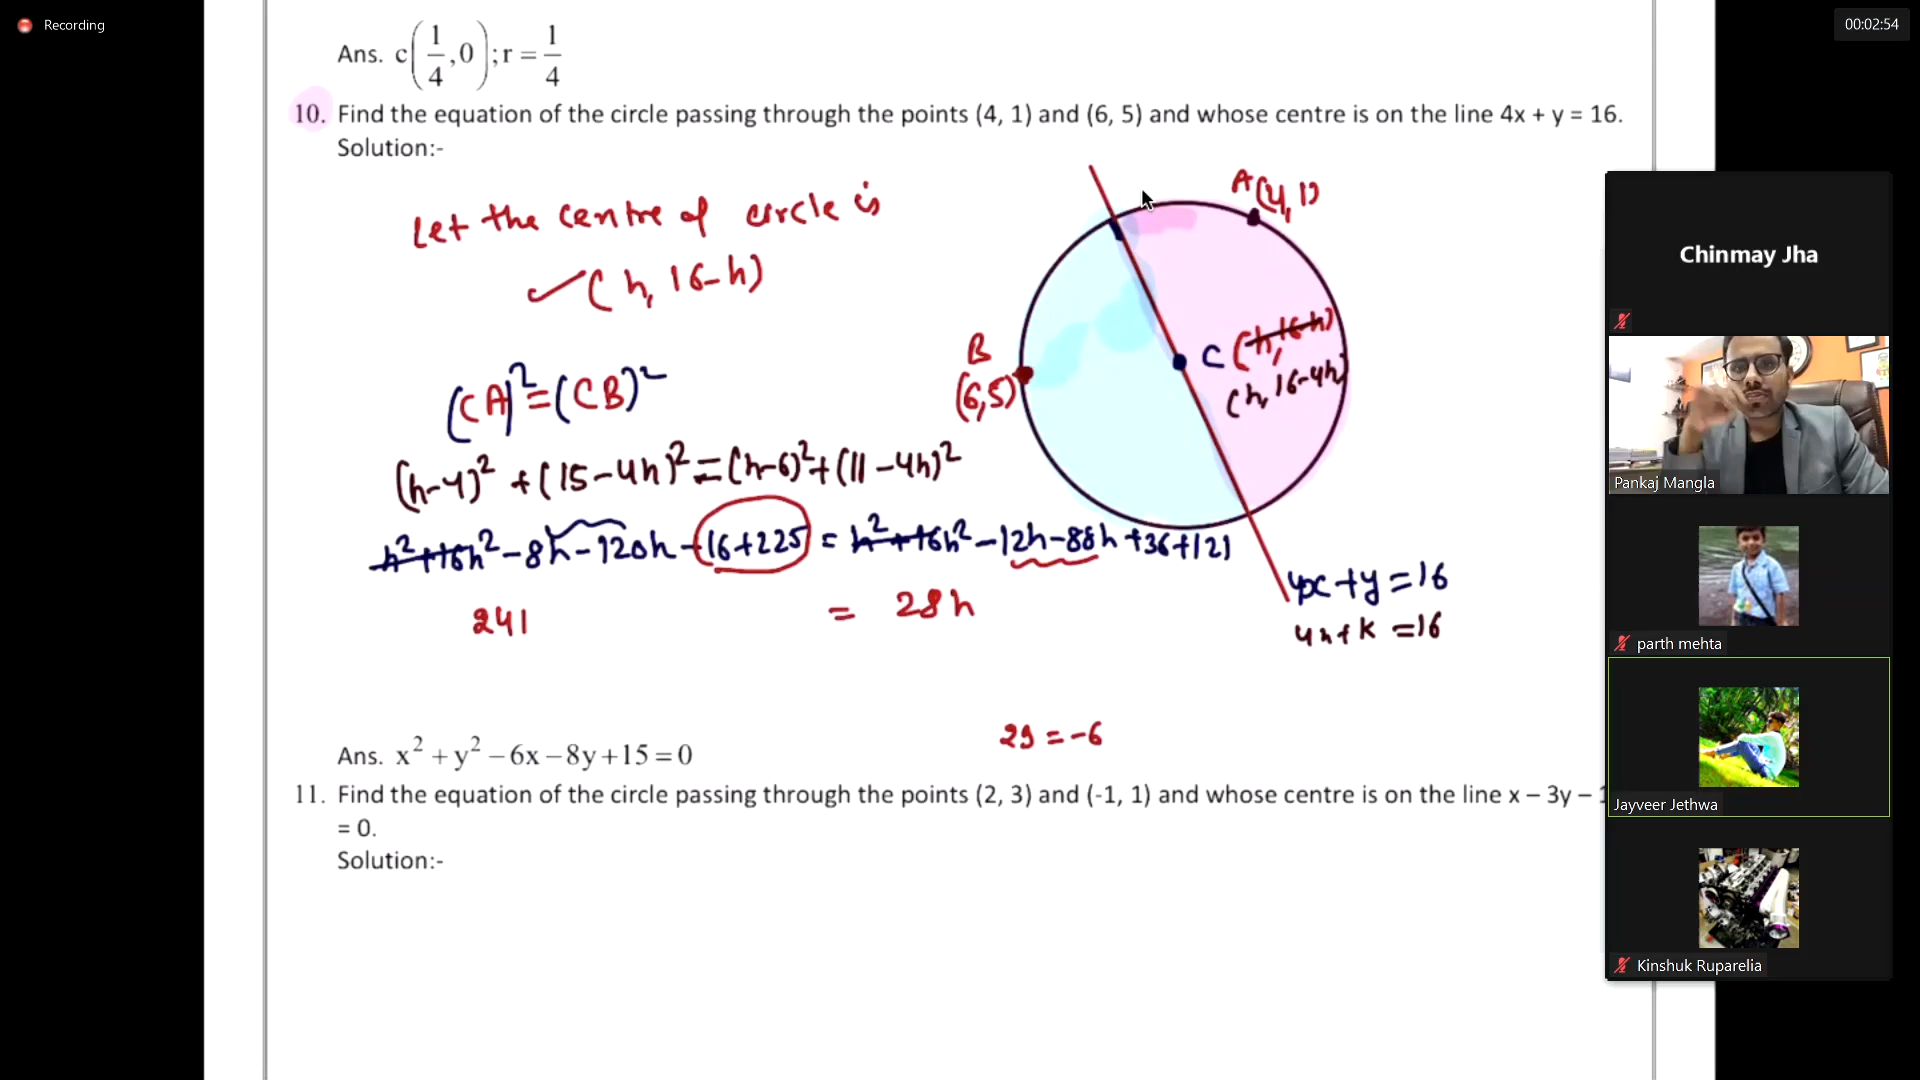 Recording
00:02:54
Ans. c(1/4, 0); r = 1/4
10. Find the equation of the circle passing through the points (4, 1) and (6, 5) and whose centre is on the line 4x + y = 16.
Solution:-
Let the centre of circle is
(h, 16-h)
A(4, 1)
B
(6,5)
C (h,16-h)
(h, 16-4h)
(CA)²=(CB)²
(h-4)² +(15-4h)²=(h-6)²+(11-4h)²
h²+16h²-8h-120h+16+225 = h²+16h²-12h-88h+36+121
241 = 28h
4x+y=16
4h+k =16
2g = -6
Ans. x² + y² – 6x – 8y + 15 = 0
11. Find the equation of the circle passing through the points (2, 3) and (-1, 1) and whose centre is on the line x – 3y –
= 0.
Solution:-
Chinmay Jha
Pankaj Mangla
parth mehta
Jayveer Jethwa
Kinshuk Ruparelia